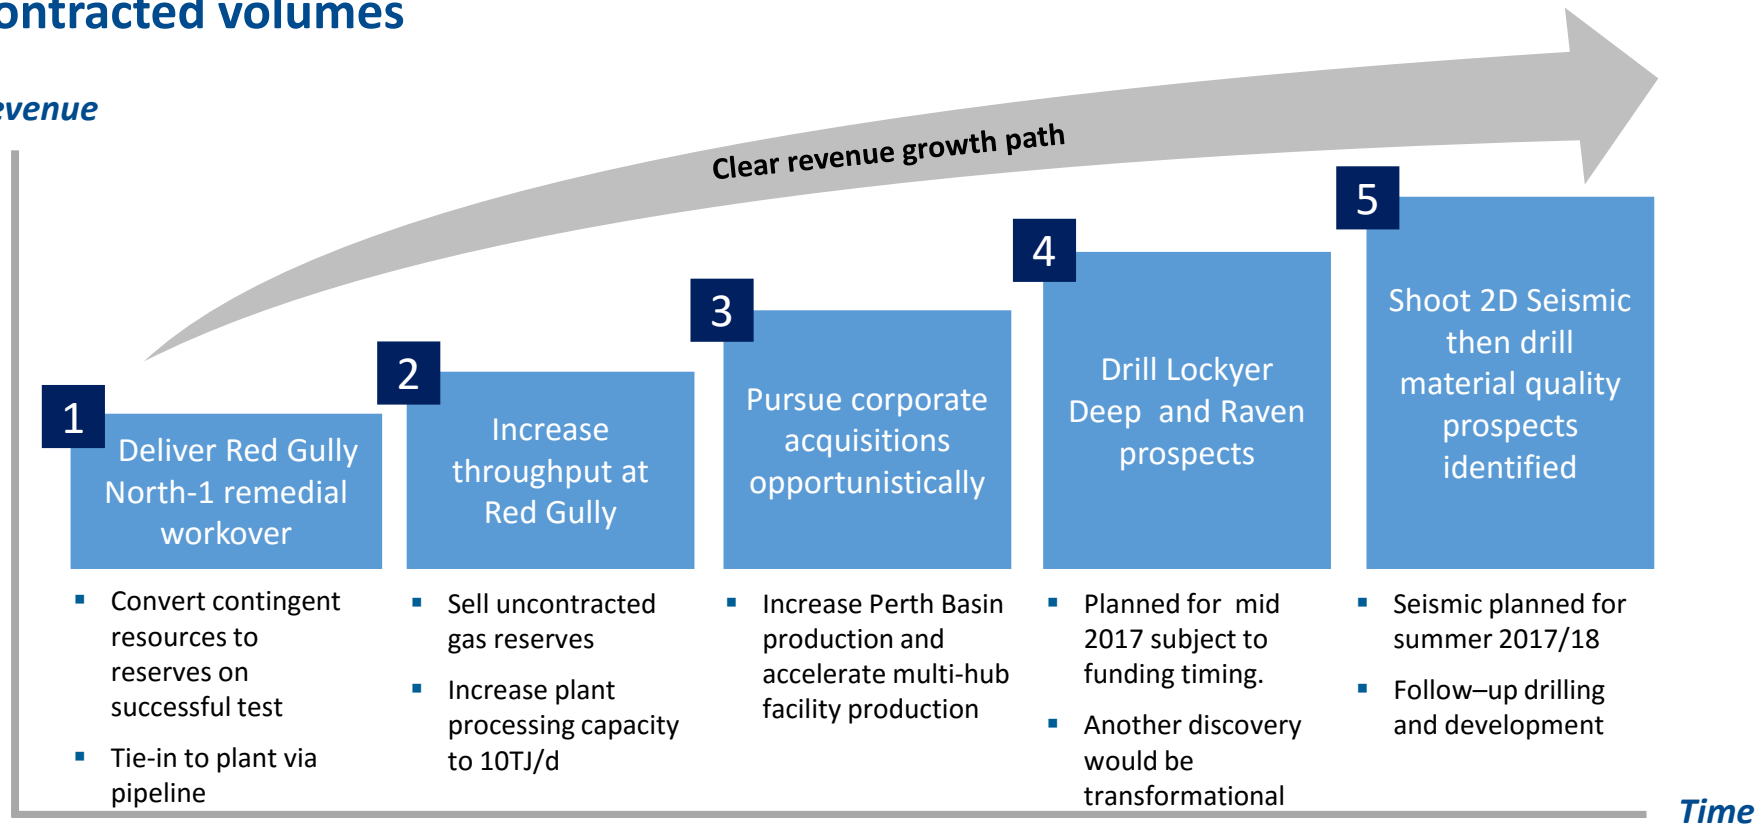 ontracted volumes
evenue
Clear revenue growth path
1
Deliver Red Gully
North-1 remedial
workover
2
Increase
throughput at
Red Gully
3
Pursue corporate
acquisitions
opportunistically
4
Drill Lockyer
Deep and Raven
prospects
5
Shoot 2D Seismic
then drill
material quality
prospects
identified
▪ Convert contingent
resources to
reserves on
successful test
▪ Tie-in to plant via
pipeline
▪ Sell uncontracted
gas reserves
▪ Increase plant
processing capacity
to 10TJ/d
▪ Increase Perth Basin
production and
accelerate multi-hub
facility production
▪ Planned for mid
2017 subject to
funding timing.
▪ Another discovery
would be
transformational
▪ Seismic planned for
summer 2017/18
▪ Follow–up drilling
and development
Time